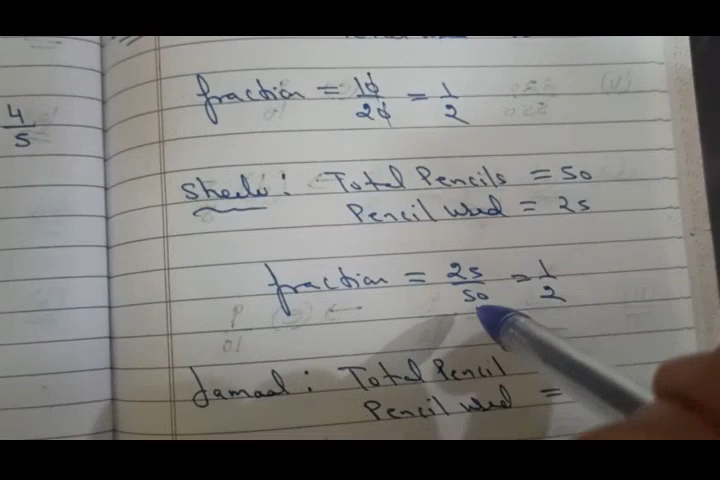 4/5
fraction = 10/20 = 1/2
Sheelu : Total Pencils = 50
Pencil used = 25
fraction = 25/50 = 1/2
Jamaal : Total Pencil
Pencil used =